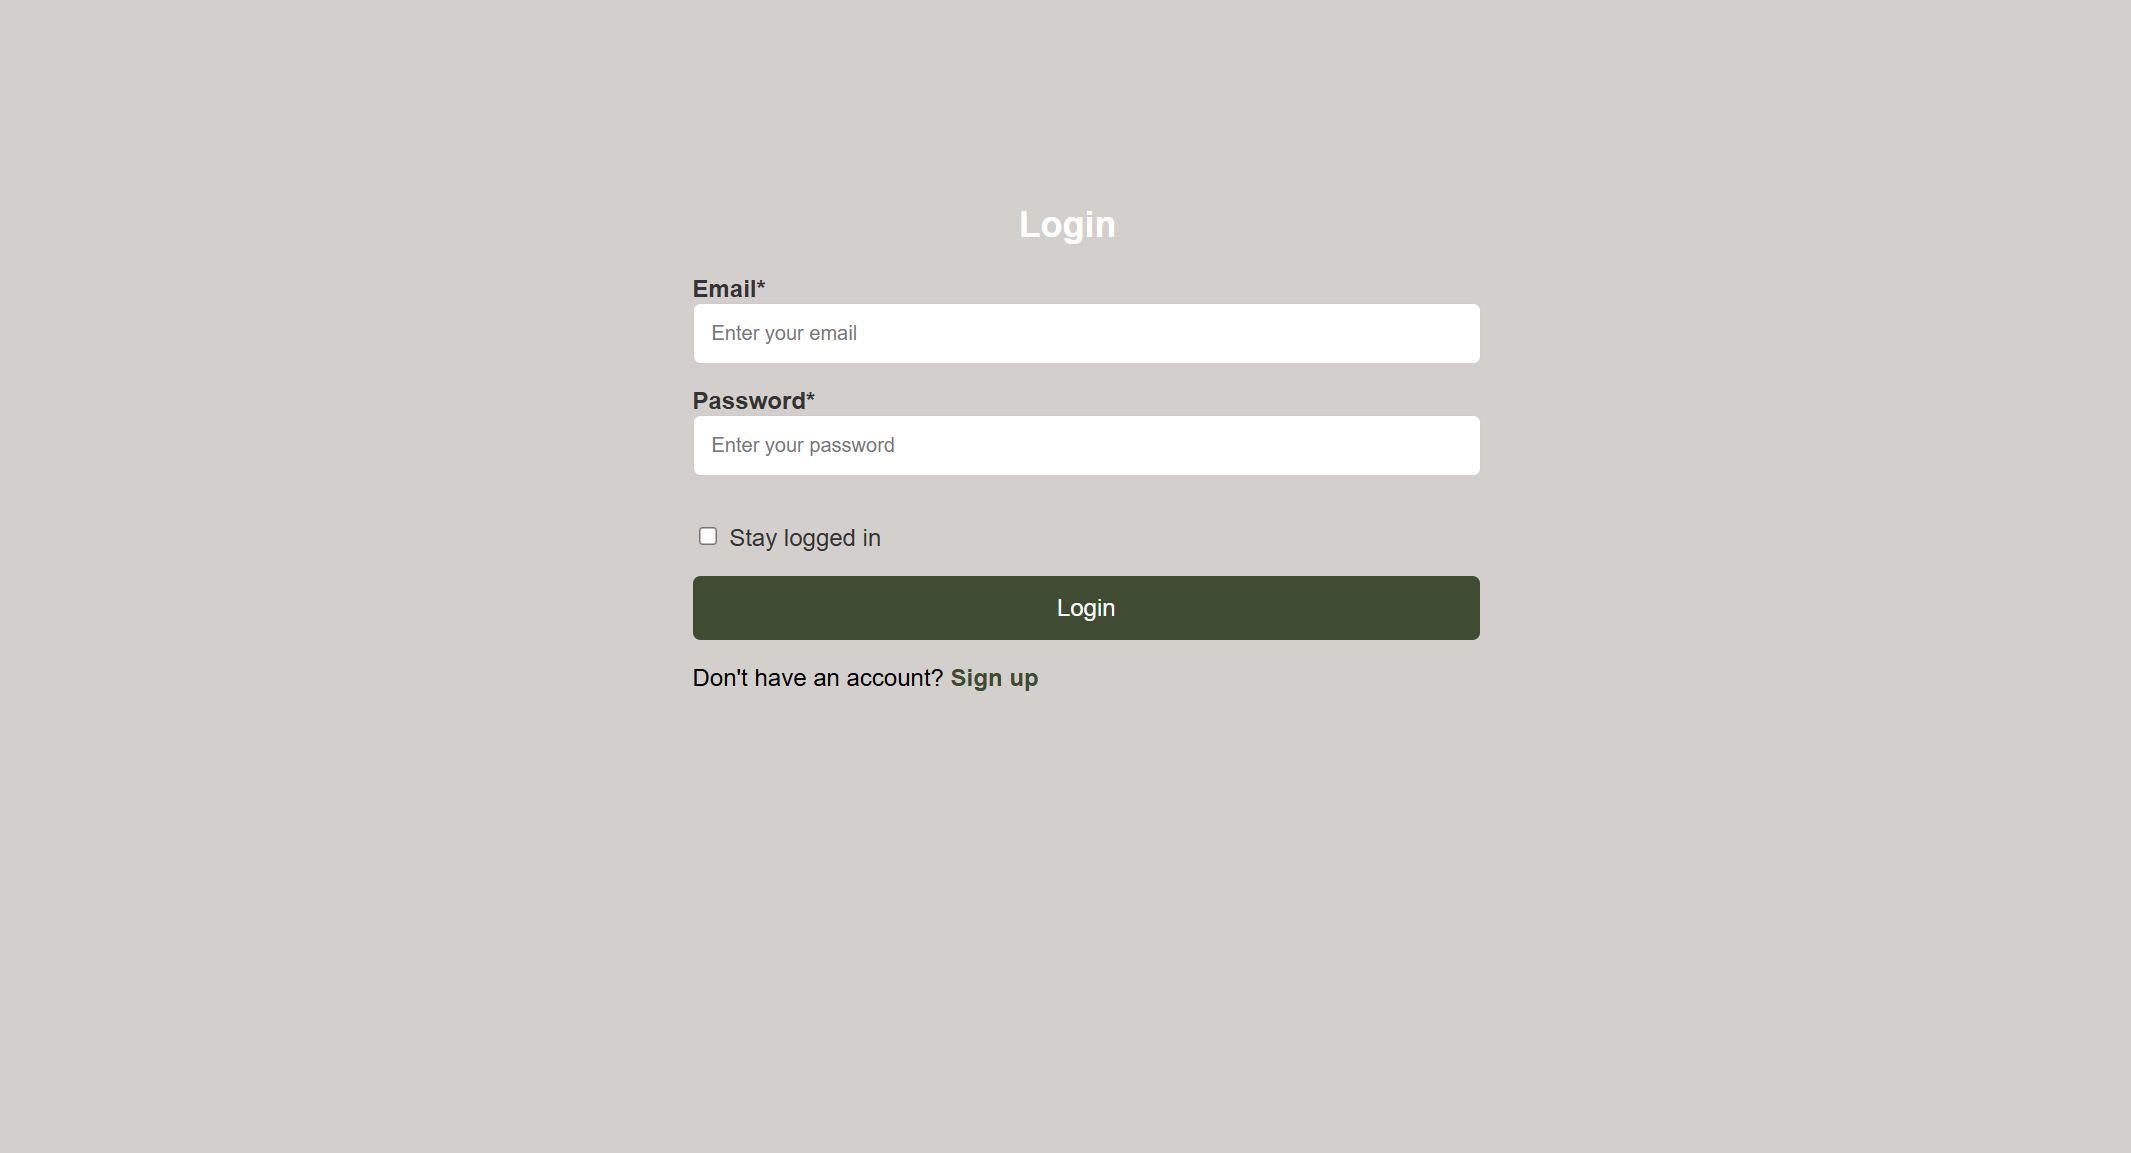 Login
Email*
Enter your email
Password*
Enter your password
Stay logged in
Login
Don't have an account? Sign up